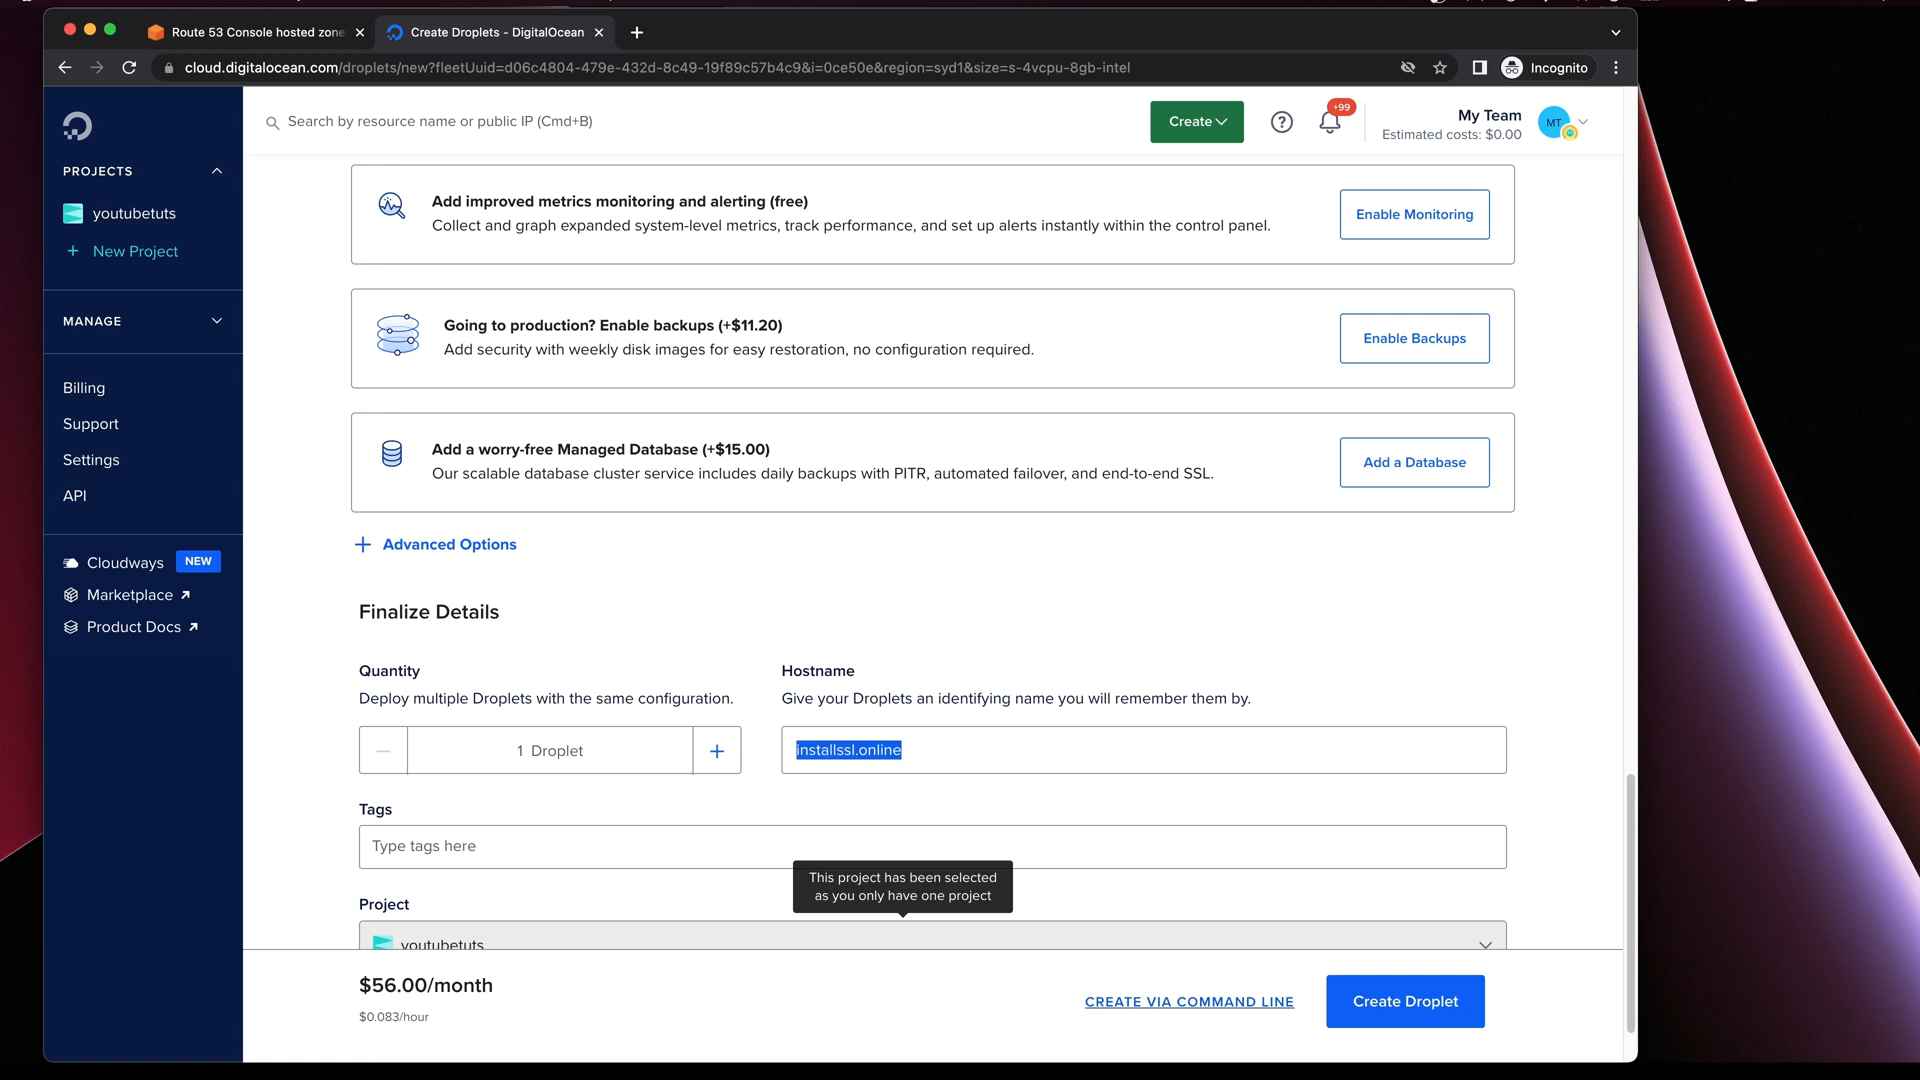 Route 53 Console hosted zone
Create Droplets - DigitalOcean
cloud.digitalocean.com/droplets/new?fleetUuid=d06c4804-479e-432d-8c49-19f89c57b4c9&i=0ce50e&region=syd1&size=s-4vcpu-8gb-intel
Incognito
Search by resource name or public IP (Cmd+B)
Create
+99
My Team
Estimated costs: $0.00
MT
PROJECTS
youtubetuts
+ New Project
MANAGE
Billing
Support
Settings
API
Cloudways NEW
Marketplace
Product Docs
Add improved metrics monitoring and alerting (free)
Collect and graph expanded system-level metrics, track performance, and set up alerts instantly within the control panel.
Enable Monitoring
Going to production? Enable backups (+$11.20)
Add security with weekly disk images for easy restoration, no configuration required.
Enable Backups
Add a worry-free Managed Database (+$15.00)
Our scalable database cluster service includes daily backups with PITR, automated failover, and end-to-end SSL.
Add a Database
+ Advanced Options
Finalize Details
Quantity
Deploy multiple Droplets with the same configuration.
1 Droplet
Hostname
Give your Droplets an identifying name you will remember them by.
installssl.online
Tags
Type tags here
This project has been selected
as you only have one project
Project
youtubetuts
$56.00/month
$0.083/hour
CREATE VIA COMMAND LINE
Create Droplet